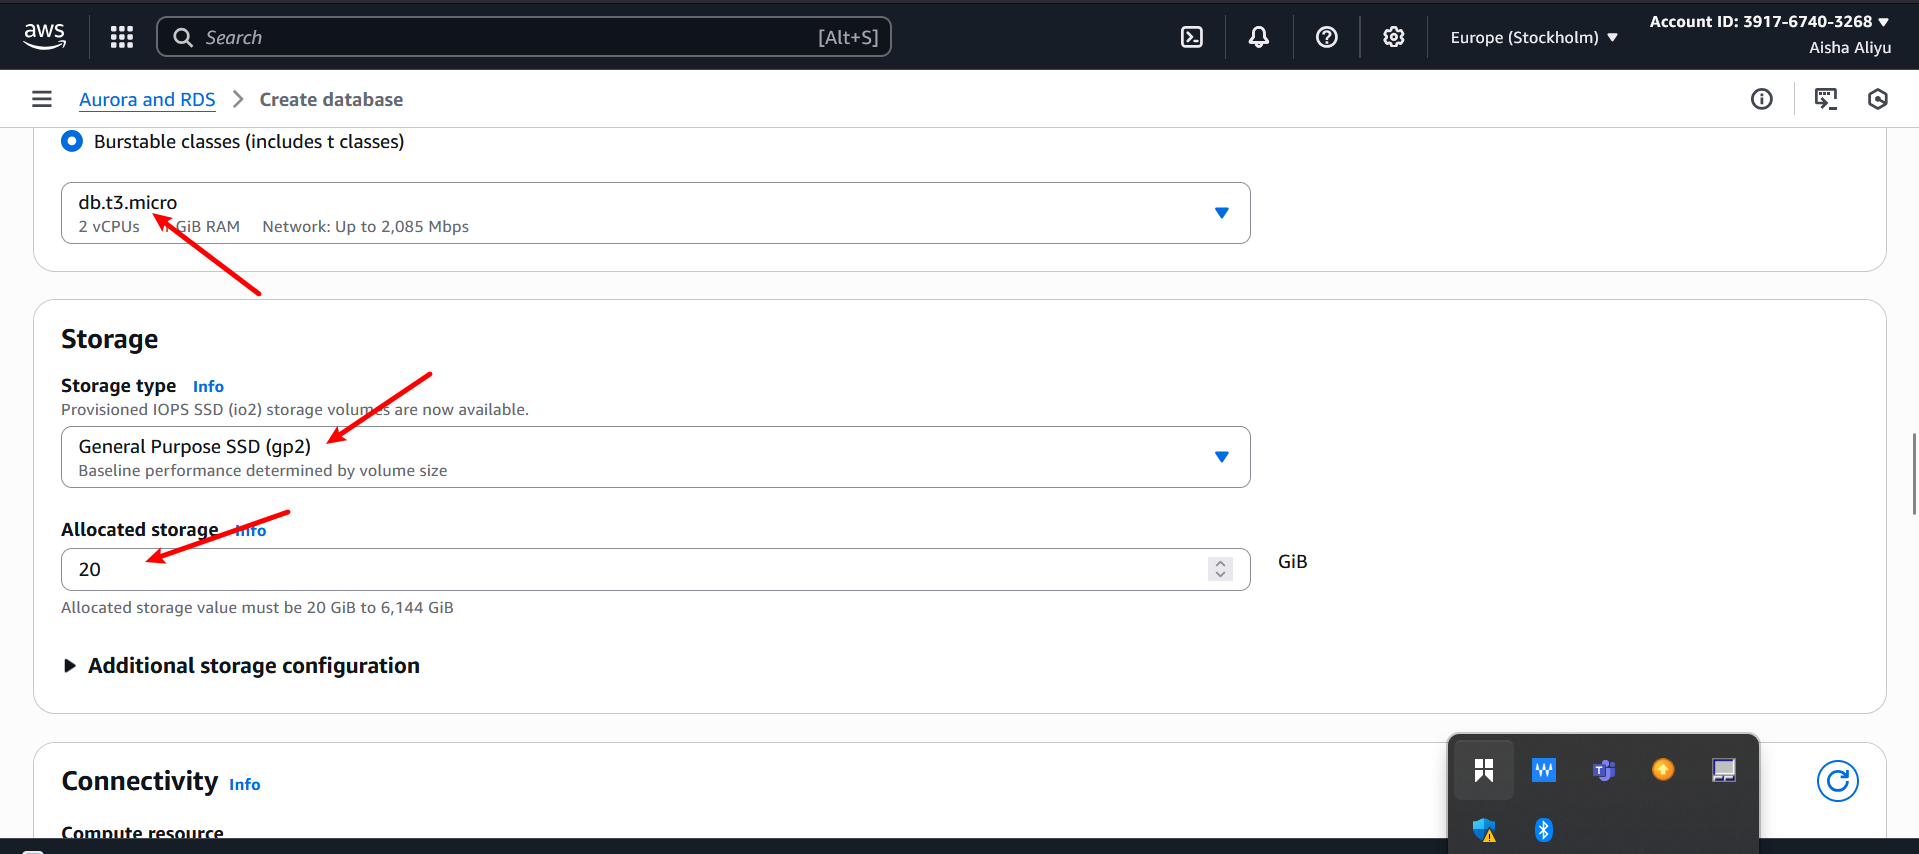 aws
Search
[Alt+S]
Europe (Stockholm)
Account ID: 3917-6740-3268
Aisha Aliyu
Aurora and RDS
Create database
Burstable classes (includes t classes)
db.t3.micro
2 vCPUs GiB RAM Network: Up to 2,085 Mbps
Storage
Storage type Info
Provisioned IOPS SSD (io2) storage volumes are now available.
General Purpose SSD (gp2)
Baseline performance determined by volume size
Allocated storage Info
20
GiB
Allocated storage value must be 20 GiB to 6,144 GiB
Additional storage configuration
Connectivity Info
Compute resource